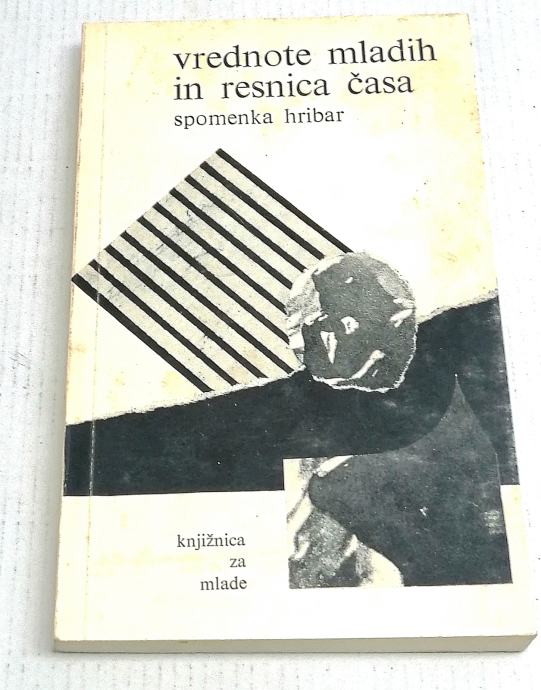 vrednote mladih
in resnica časa
spomenka hribar
knjižnica
za
mlade